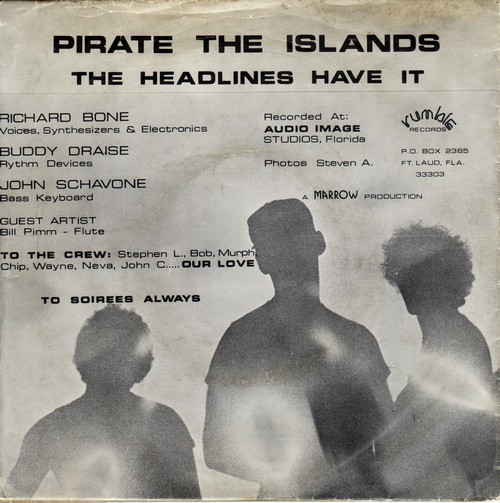 PIRATE THE ISLANDS
THE HEADLINES HAVE IT
RICHARD BONE
Voices, Synthesizers & Electronics
BUDDY DRAISE
Rythm Devices
JOHN SCHAVONE
Bass Keyboard
GUEST ARTIST
Bill Pimm - Flute
TO THE CREW: Stephen L., Bob, Murph,
Chip, Wayne, Neva, John C..... OUR LOVE
TO SOIREES ALWAYS
Recorded At:
AUDIO IMAGE
STUDIOS, Florida
Photos Steven A.
rumble
RECORDS
P.O. BOX 2385
FT. LAUD, FLA.
33303
A MARROW PRODUCTION